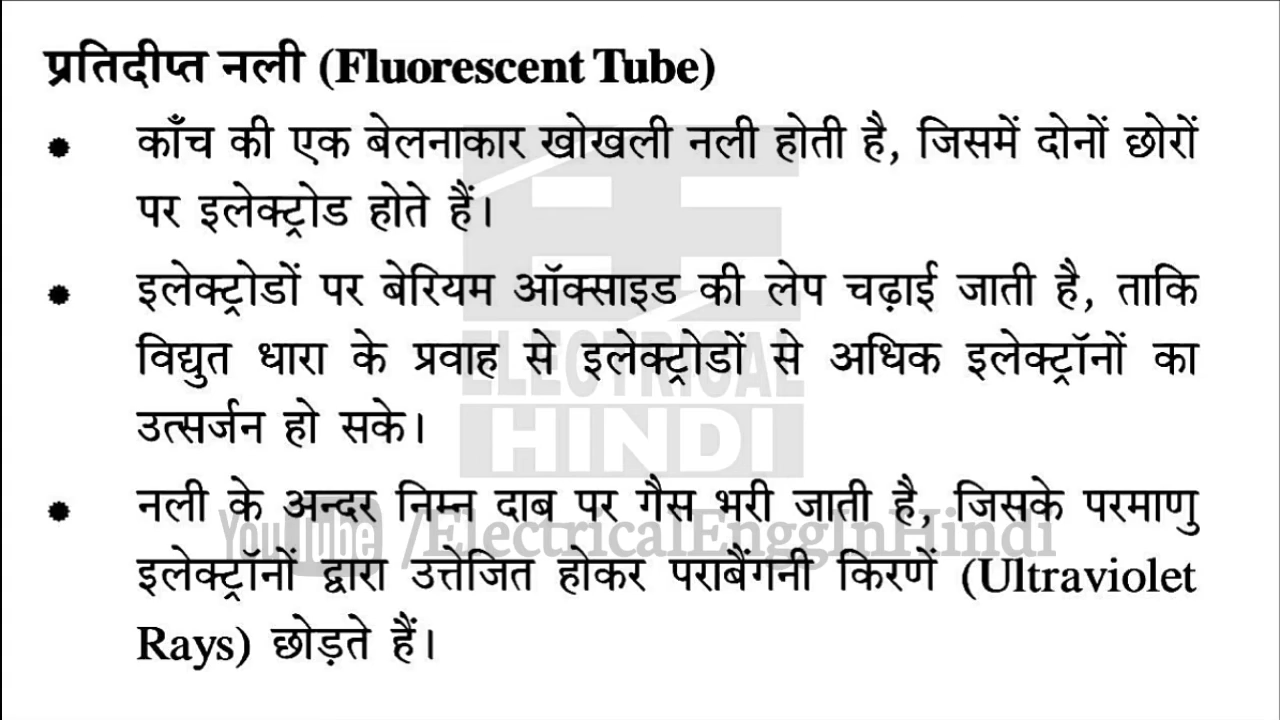 प्रतिदीप्त नली (Fluorescent Tube)
• काँच की एक बेलनाकार खोखली नली होती है, जिसमें दोनों छोरों
पर इलेक्ट्रोड होते हैं।
• इलेक्ट्रोडों पर बेरियम ऑक्साइड की लेप चढ़ाई जाती है, ताकि
विद्युत धारा के प्रवाह से इलेक्ट्रोडों से अधिक इलेक्ट्रॉनों का
उत्सर्जन हो सके।
• नली के अन्दर निम्न दाब पर गैस भरी जाती है, जिसके परमाणु
इलेक्ट्रॉनों द्वारा उत्तेजित होकर पराबैंगनी किरणें (Ultraviolet
Rays) छोड़ते हैं।
ELECTRICAL
HINDI
YouTube /ElectricalEnggInHindi